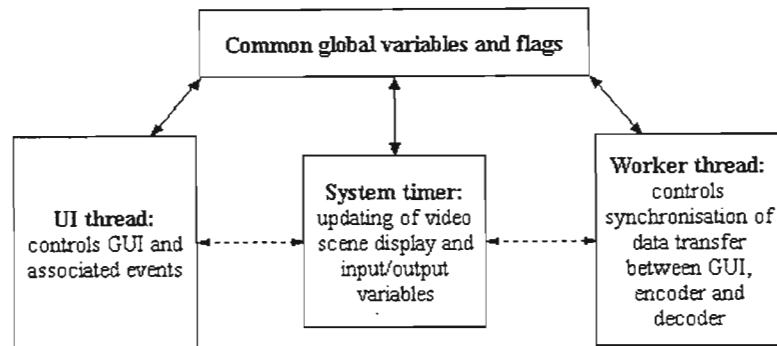 Common global variables and flags
UI thread:
controls GUI and
associated events
System timer:
updating of video
scene display and
input/output
variables
Worker thread:
controls
synchronisation of
data transfer
between GUI,
encoder and
decoder